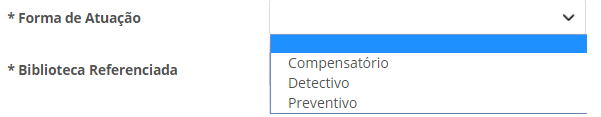 * Forma de Atuação
Compensatório
* Biblioteca Referenciada
Detectivo
Preventivo